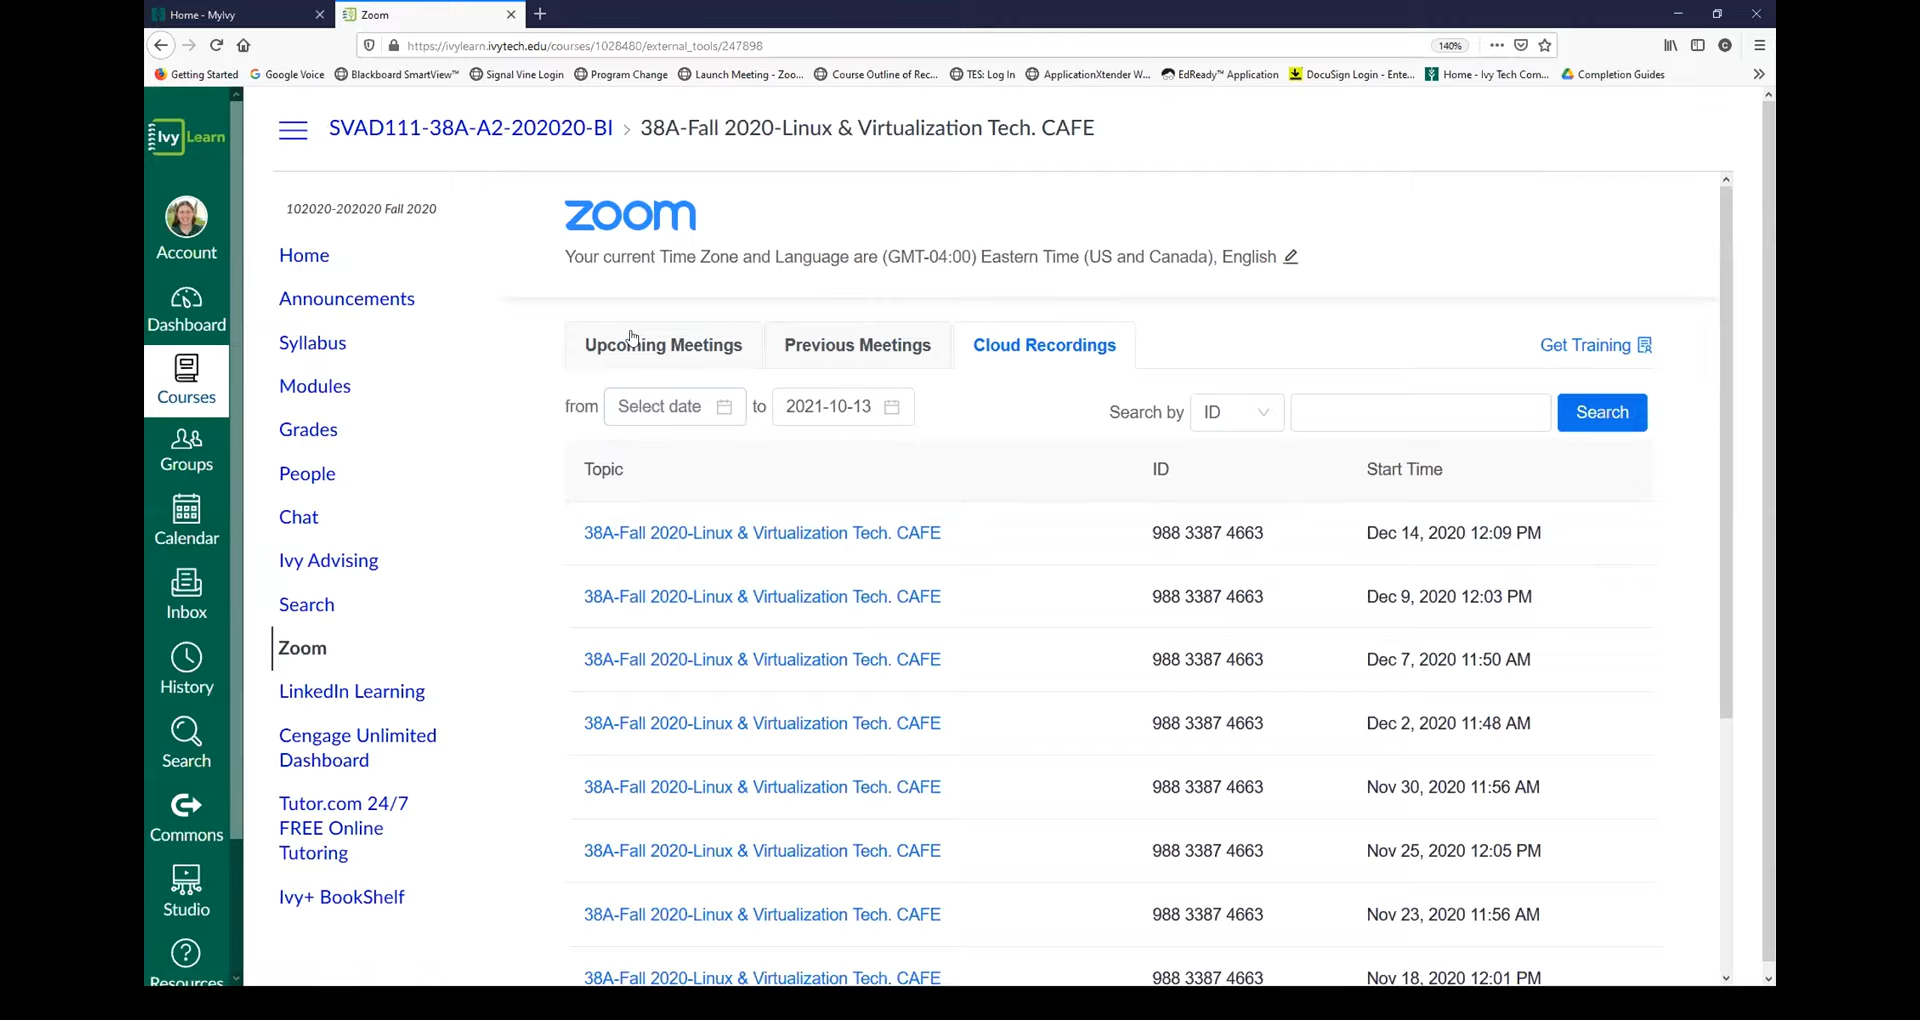 Home - MyIvy
Zoom
https://ivylearn.ivytech.edu/courses/1028480/external_tools/247898
140%
Getting Started
Google Voice
Blackboard SmartView™
Signal Vine Login
Program Change
Launch Meeting - Zoo...
Course Outline of Rec...
TES: Log In
ApplicationXtender W...
EdReady™ Application
DocuSign Login - Ente...
Home - Ivy Tech Com...
Completion Guides
Ivy Learn
Account
Dashboard
Courses
Groups
Calendar
Inbox
History
Search
Commons
Studio
Resources
SVAD111-38A-A2-202020-BI > 38A-Fall 2020-Linux & Virtualization Tech. CAFE
102020-202020 Fall 2020
Home
Announcements
Syllabus
Modules
Grades
People
Chat
Ivy Advising
Search
Zoom
LinkedIn Learning
Cengage Unlimited
Dashboard
Tutor.com 24/7
FREE Online
Tutoring
Ivy+ BookShelf
zoom
Your current Time Zone and Language are (GMT-04:00) Eastern Time (US and Canada), English
Upcoming Meetings
Previous Meetings
Cloud Recordings
Get Training
from Select date to 2021-10-13
Search by ID
Search
Topic ID Start Time
38A-Fall 2020-Linux & Virtualization Tech. CAFE 988 3387 4663 Dec 14, 2020 12:09 PM
38A-Fall 2020-Linux & Virtualization Tech. CAFE 988 3387 4663 Dec 9, 2020 12:03 PM
38A-Fall 2020-Linux & Virtualization Tech. CAFE 988 3387 4663 Dec 7, 2020 11:50 AM
38A-Fall 2020-Linux & Virtualization Tech. CAFE 988 3387 4663 Dec 2, 2020 11:48 AM
38A-Fall 2020-Linux & Virtualization Tech. CAFE 988 3387 4663 Nov 30, 2020 11:56 AM
38A-Fall 2020-Linux & Virtualization Tech. CAFE 988 3387 4663 Nov 25, 2020 12:05 PM
38A-Fall 2020-Linux & Virtualization Tech. CAFE 988 3387 4663 Nov 23, 2020 11:56 AM
38A-Fall 2020-Linux & Virtualization Tech. CAFE 988 3387 4663 Nov 18, 2020 12:01 PM